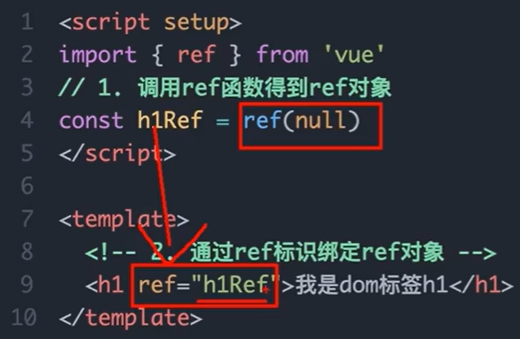 1 <script setup>
2 import { ref } from 'vue'
3 // 1. 调用ref函数得到ref对象
4 const h1Ref = ref(null)
5 </script>
6
7 <template>
8 <!-- 2. 通过ref标识绑定ref对象 -->
9 <h1 ref="h1Ref">我是dom标签h1</h1>
10 </template>